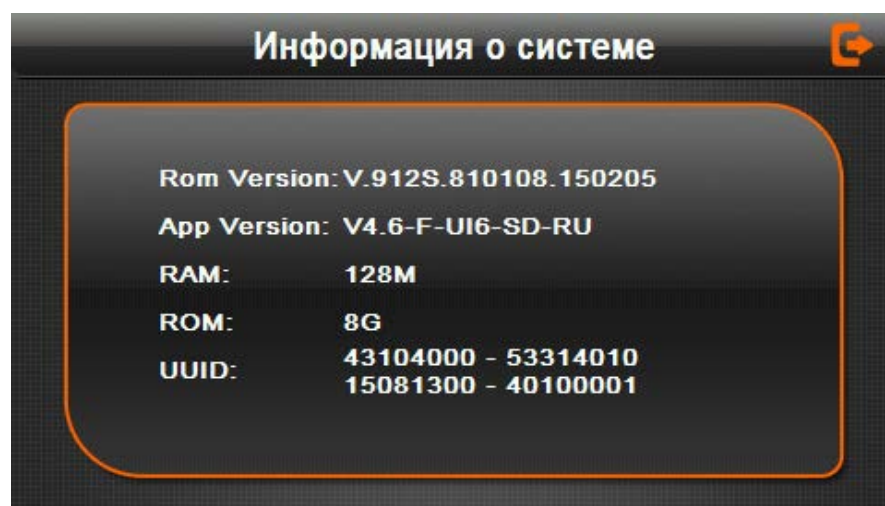 Информация о системе
Rom Version: V.912S.810108.150205
App Version: V4.6-F-UI6-SD-RU
RAM: 128M
ROM: 8G
UUID: 43104000 - 53314010
15081300 - 40100001